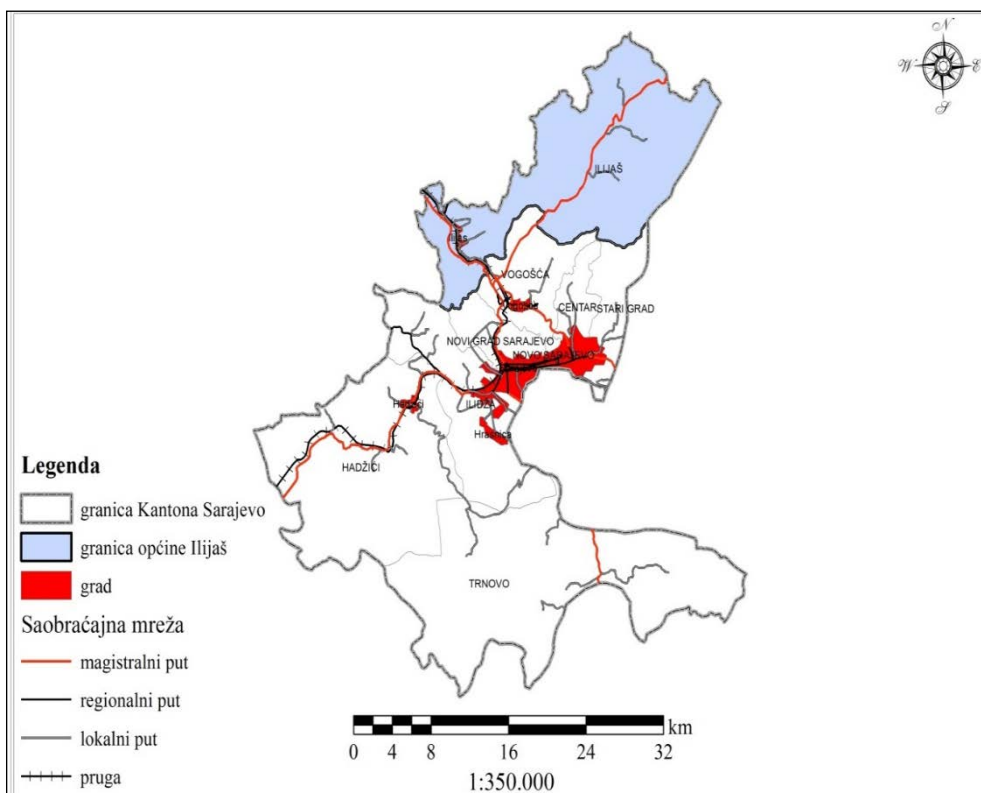 N
W
E
S
ILIJAŠ
Ilijaš
VOGOŠĆA
CENTAR
STARI GRAD
NOVI GRAD SARAJEVO
NOVO SARAJEVO
ILIDŽA
Hrasnica
HADŽIĆI
TRNOVO
Legenda
granica Kantona Sarajevo
granica općine Ilijaš
grad
Saobraćajna mreža
magistralni put
regionalni put
lokalni put
pruga
km
0 4 8 16 24 32
1:350.000